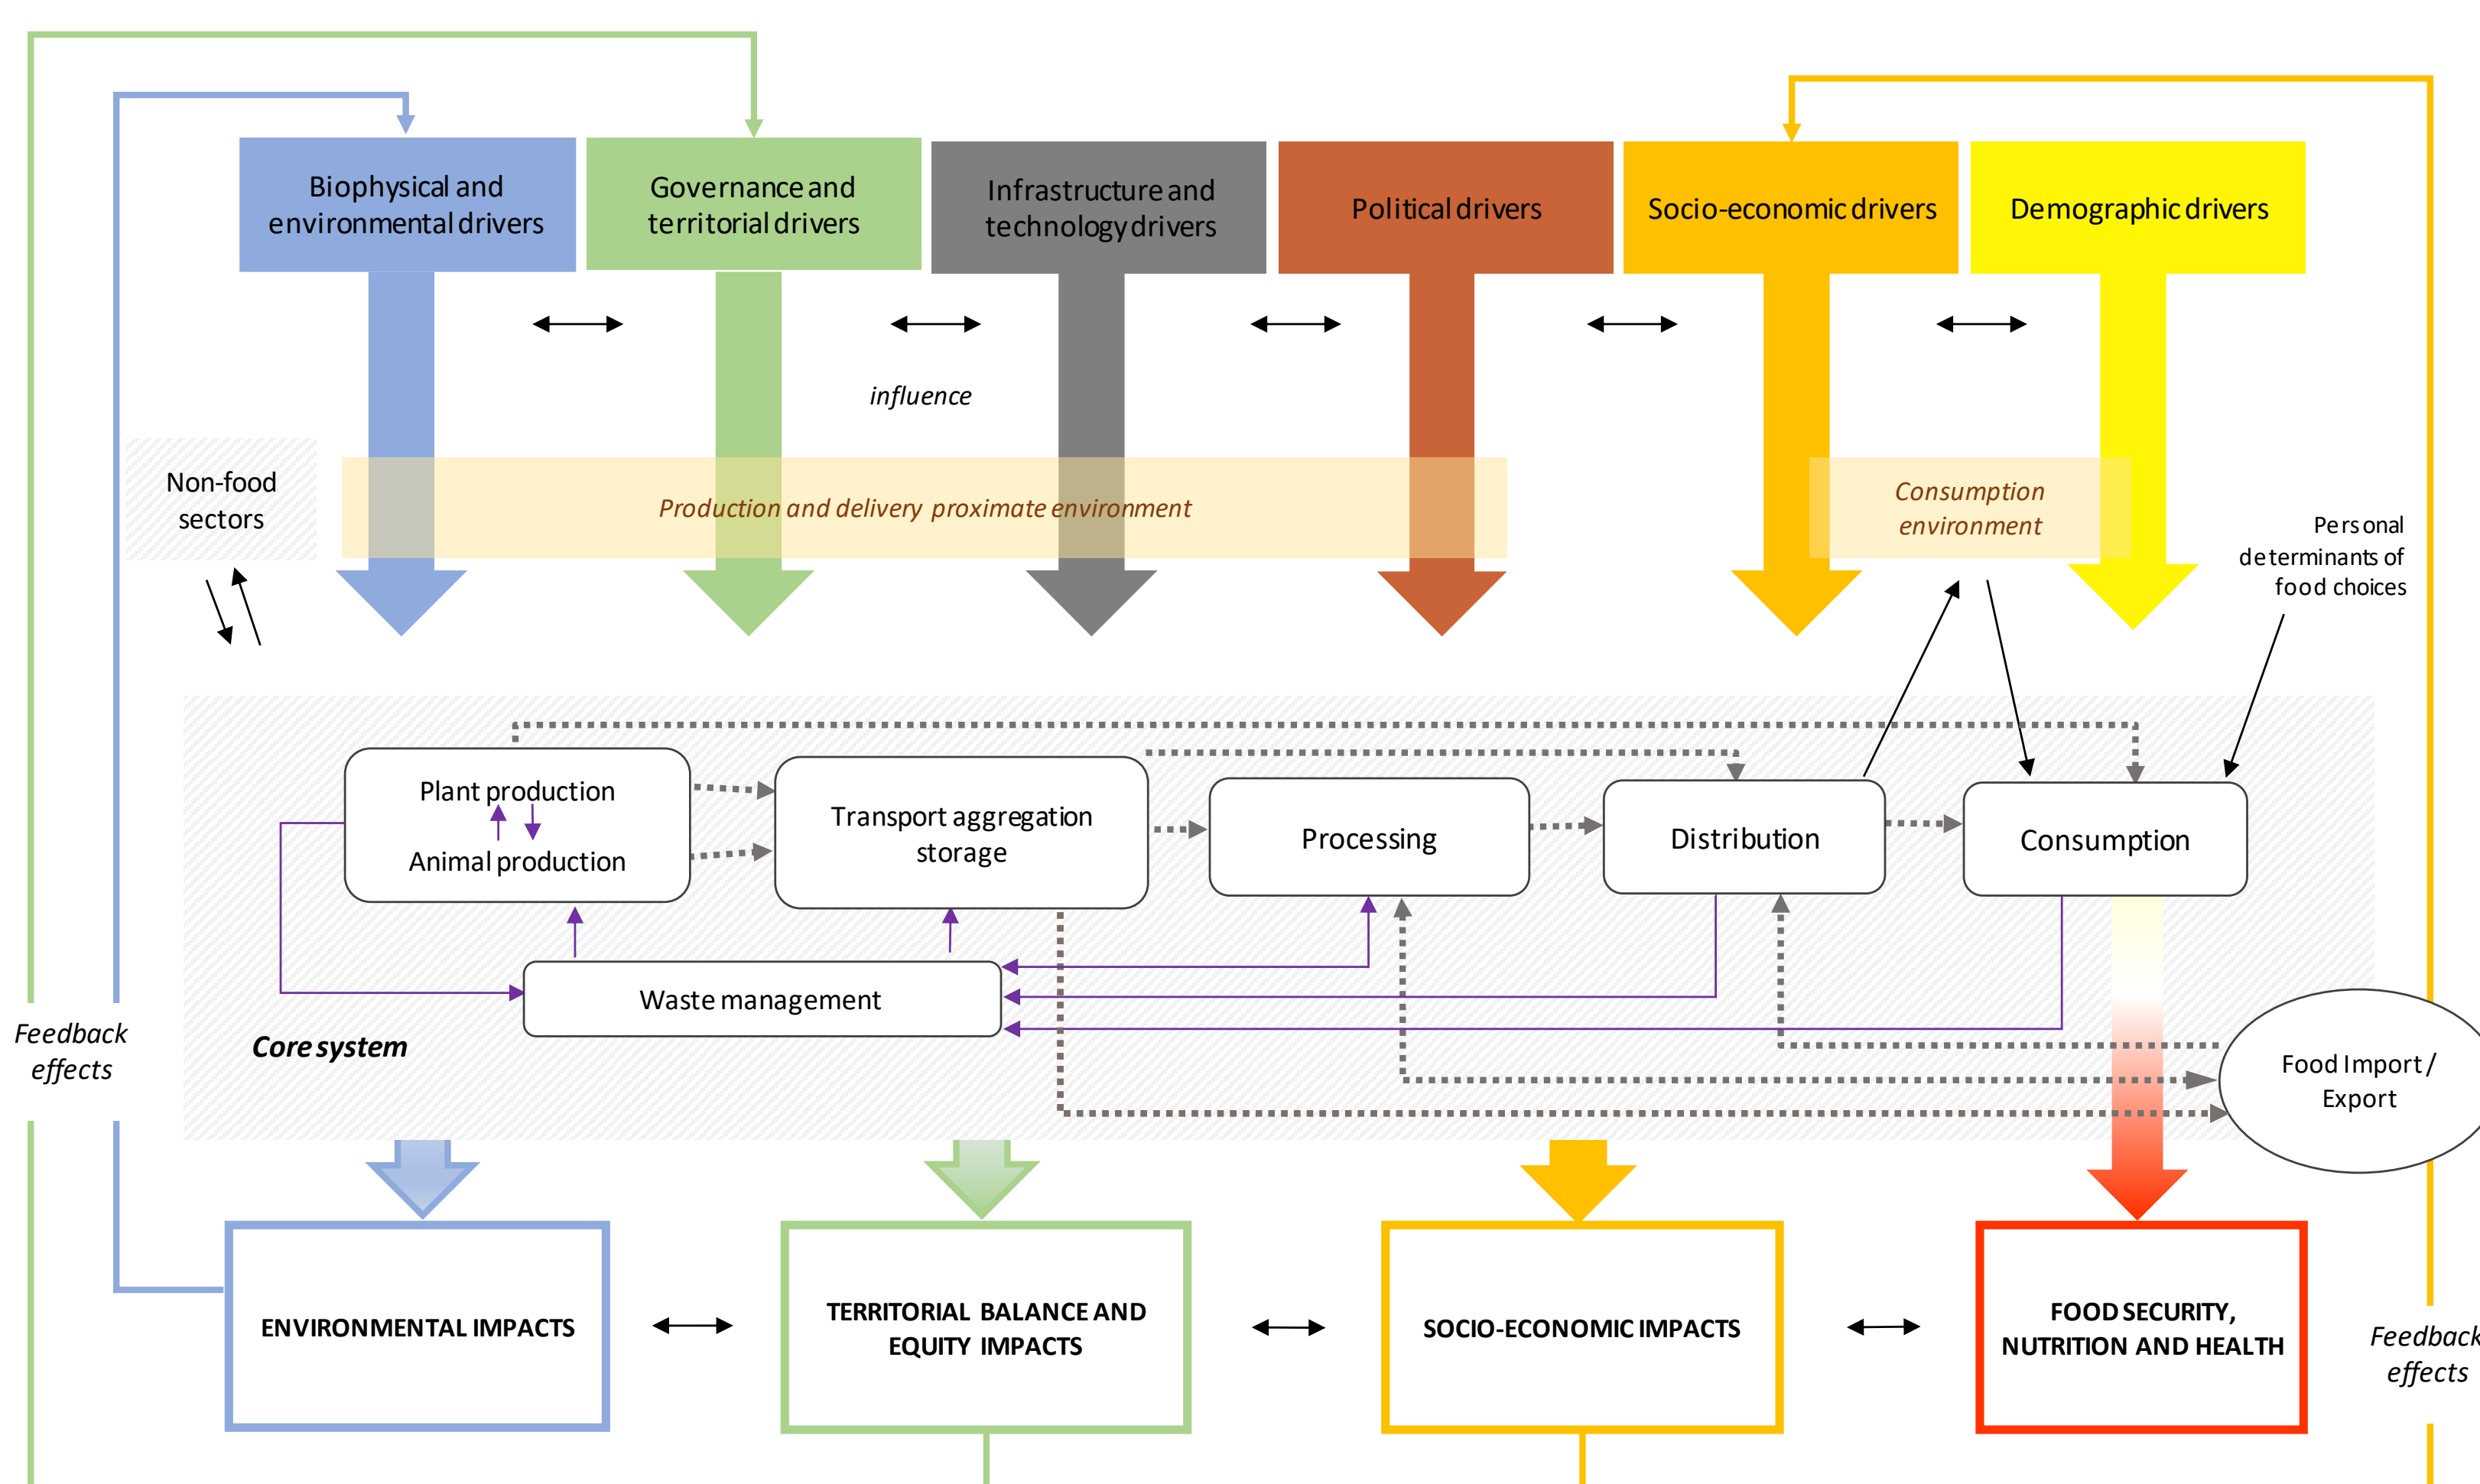 Biophysical and
environmental drivers
Governance and
territorial drivers
Infrastructure and
technology drivers
Political drivers
Socio-economic drivers
Demographic drivers
influence
Non-food
sectors
Production and delivery proximate environment
Consumption
environment
Personal
determinants of
food choices
Plant production
Animal production
Transport aggregation
storage
Processing
Distribution
Consumption
Waste management
Core system
Feedback
effects
Food Import /
Export
ENVIRONMENTAL IMPACTS
TERRITORIAL BALANCE AND
EQUITY IMPACTS
SOCIO-ECONOMIC IMPACTS
FOOD SECURITY,
NUTRITION AND HEALTH
Feedback
effects